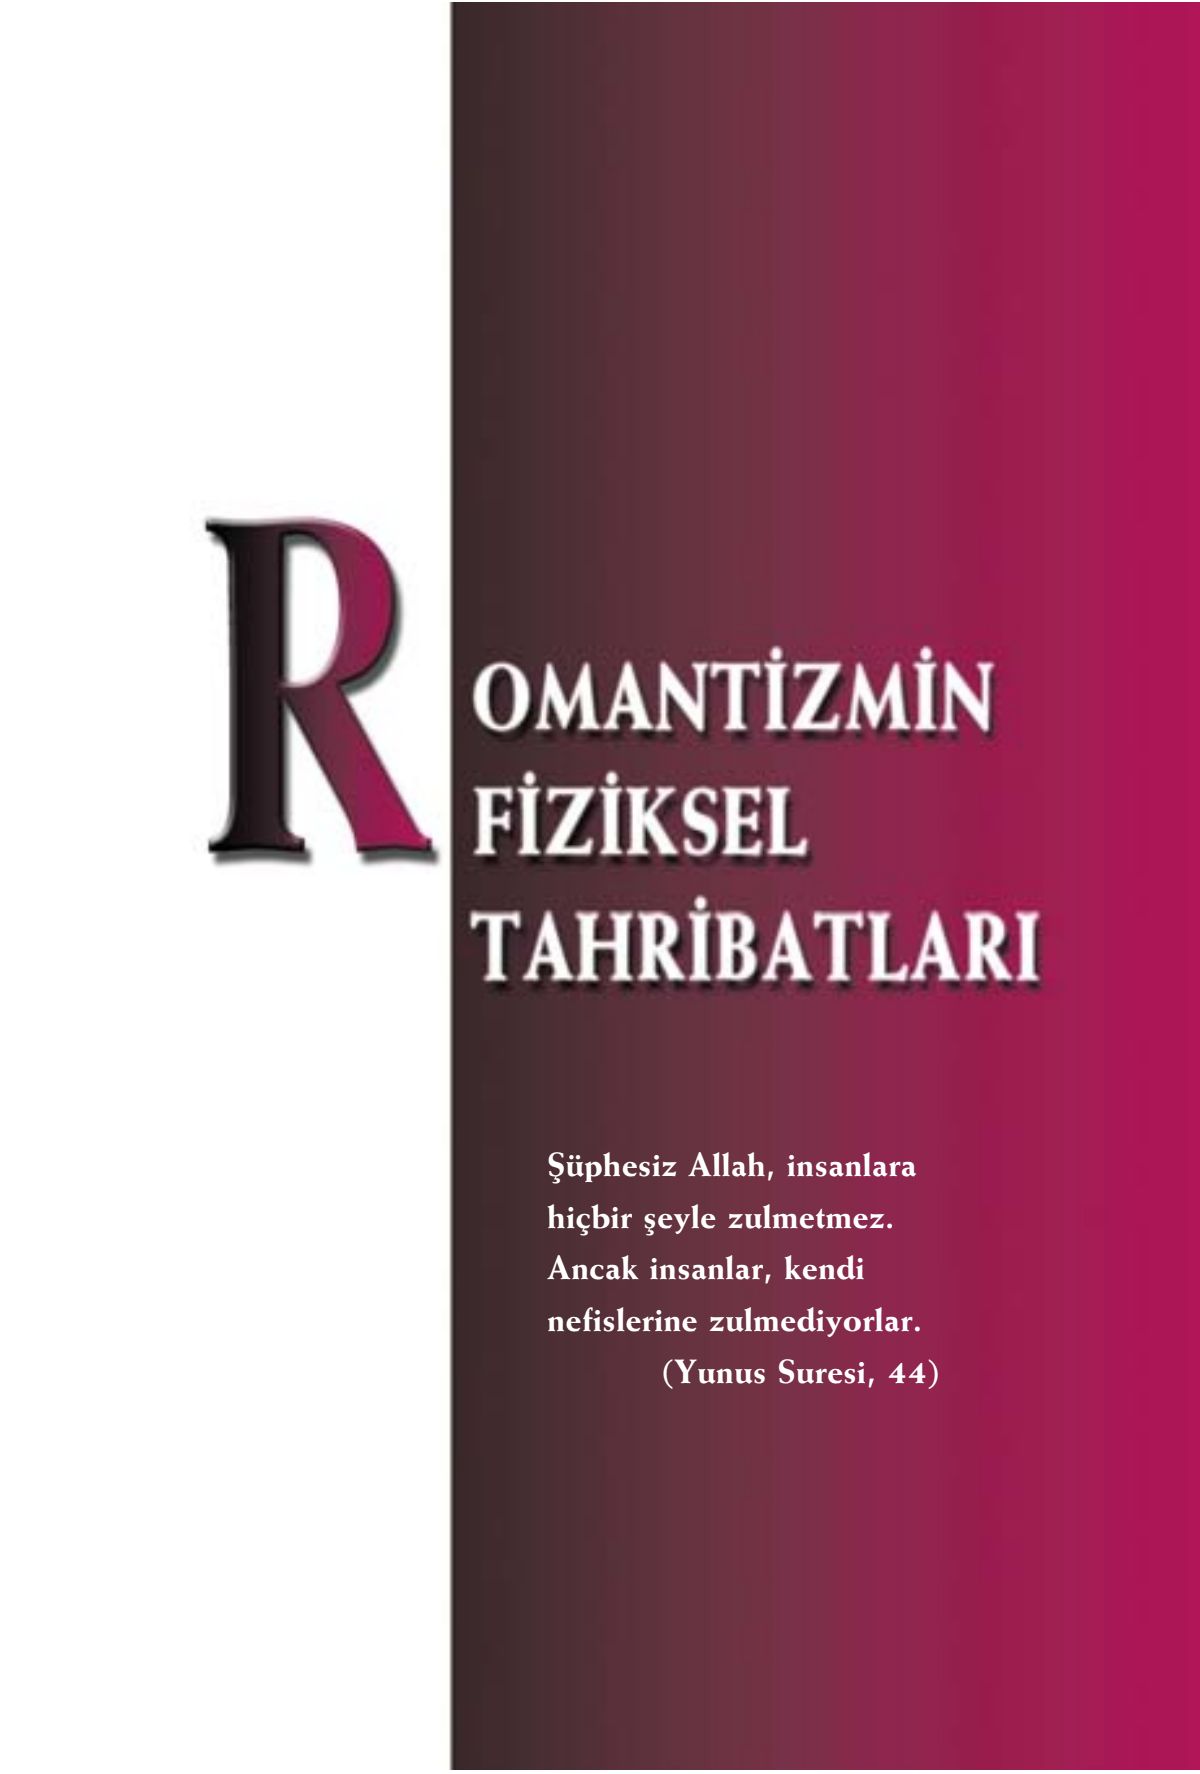 ROMANTİZMİN
FİZİKSEL
TAHRİBATLARI
Şüphesiz Allah, insanlara
hiçbir şeyle zulmetmez.
Ancak insanlar, kendi
nefislerine zulmediyorlar.
(Yunus Suresi, 44)